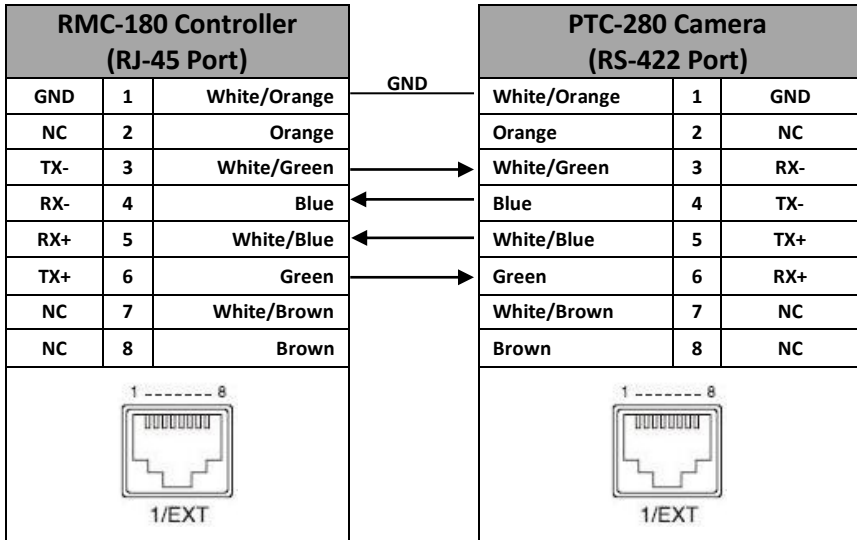 RMC-180 Controller
(RJ-45 Port)
PTC-280 Camera
(RS-422 Port)
GND
GND 1 White/Orange White/Orange 1 GND
NC 2 Orange Orange 2 NC
TX- 3 White/Green White/Green 3 RX-
RX- 4 Blue Blue 4 TX-
RX+ 5 White/Blue White/Blue 5 TX+
TX+ 6 Green Green 6 RX+
NC 7 White/Brown White/Brown 7 NC
NC 8 Brown Brown 8 NC
1 ------- 8 1 ------- 8
1/EXT 1/EXT